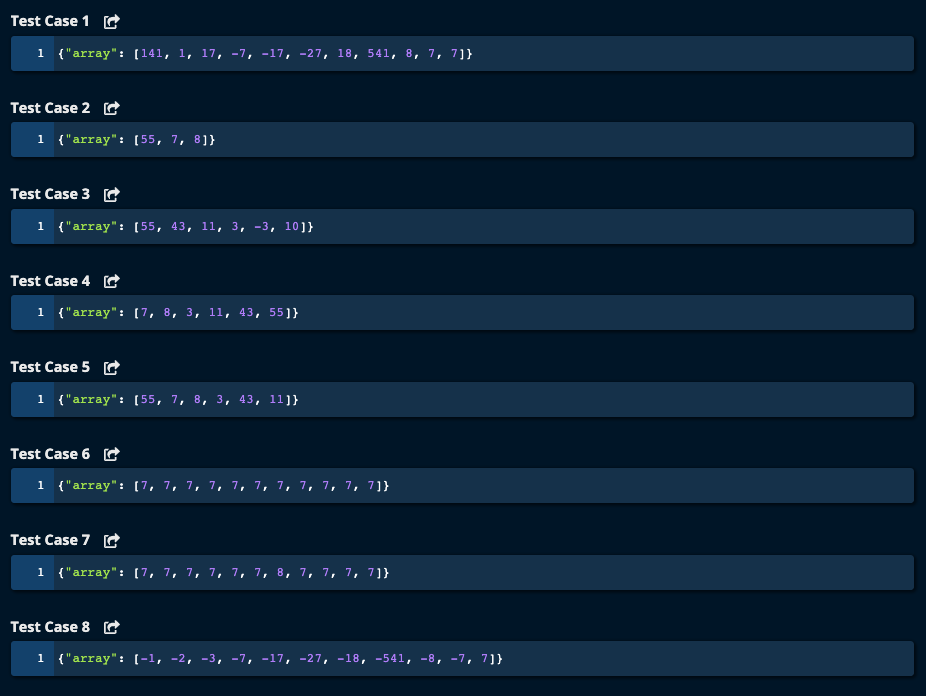 Test Case 1
1 {"array": [141, 1, 17, -7, -17, -27, 18, 541, 8, 7, 7]}
Test Case 2
1 {"array": [55, 7, 8]}
Test Case 3
1 {"array": [55, 43, 11, 3, -3, 10]}
Test Case 4
1 {"array": [7, 8, 3, 11, 43, 55]}
Test Case 5
1 {"array": [55, 7, 8, 3, 43, 11]}
Test Case 6
1 {"array": [7, 7, 7, 7, 7, 7, 7, 7, 7, 7, 7]}
Test Case 7
1 {"array": [7, 7, 7, 7, 7, 7, 8, 7, 7, 7, 7]}
Test Case 8
1 {"array": [-1, -2, -3, -7, -17, -27, -18, -541, -8, -7, 7]}